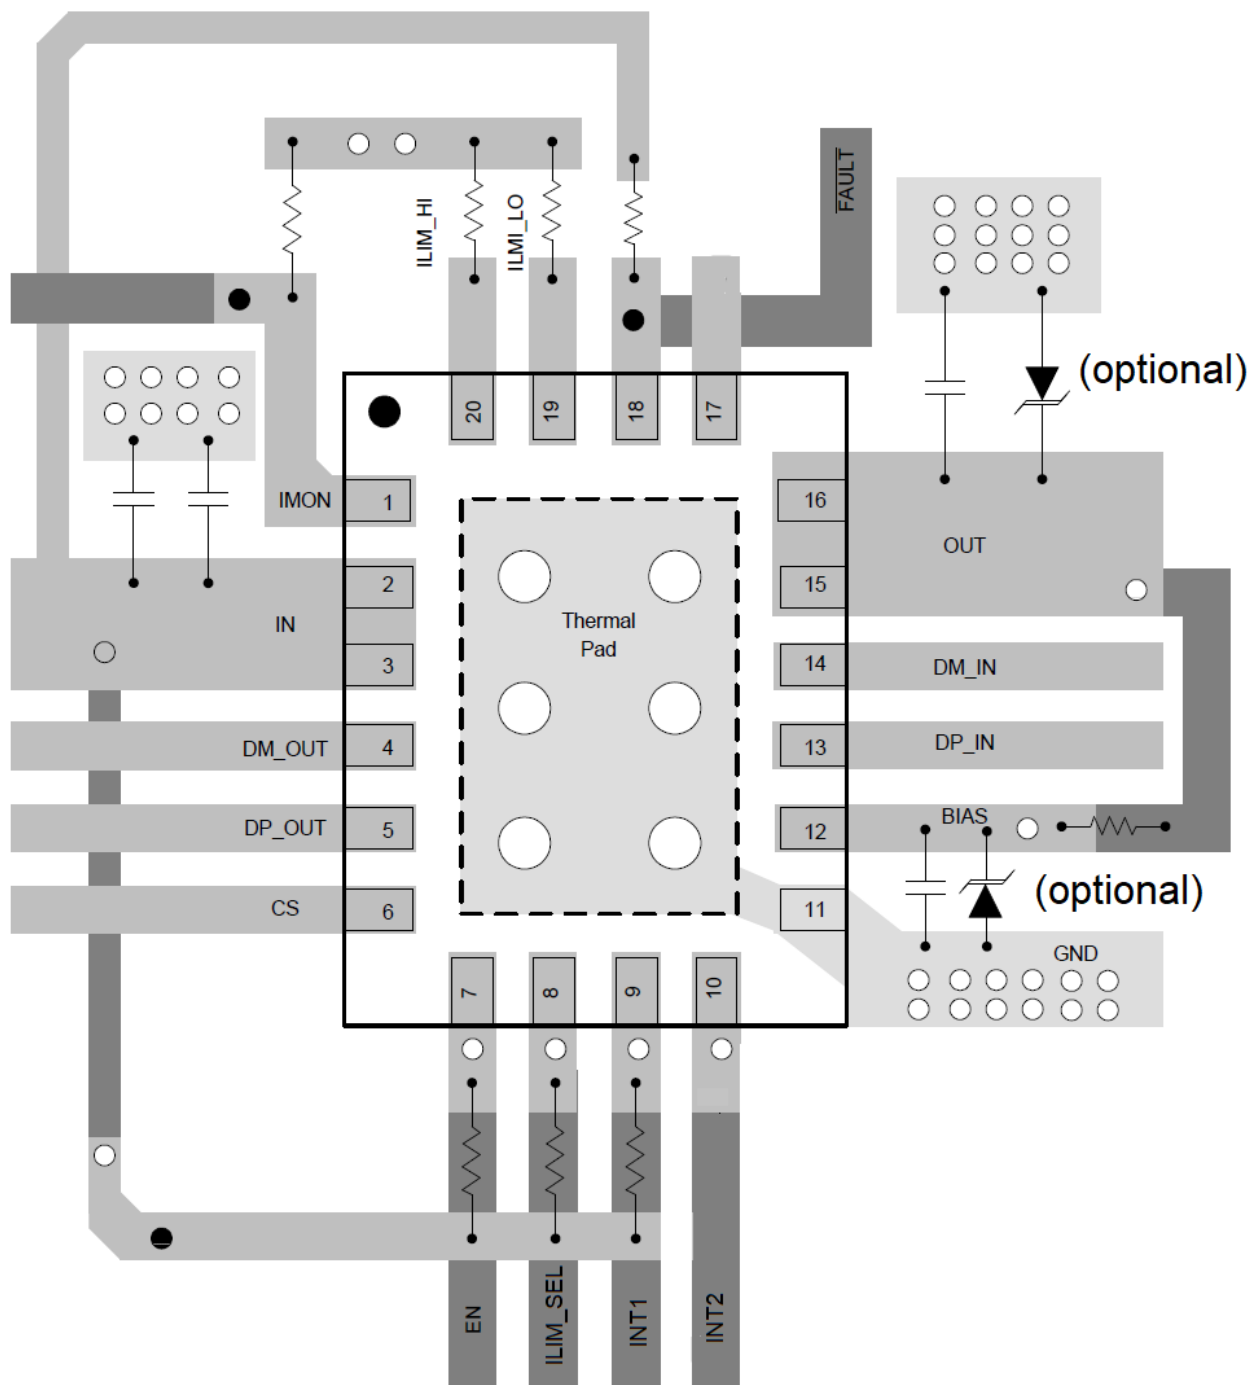 FAULT
ILIM_HI
ILMI_LO
(optional)
20
19
18
17
IMON
1
16
OUT
2
15
IN
Thermal
Pad
3
14
DM_IN
DM_OUT
4
13
DP_IN
DP_OUT
5
12
BIAS
(optional)
CS
6
11
GND
7
8
9
10
EN
ILIM_SEL
INT1
INT2